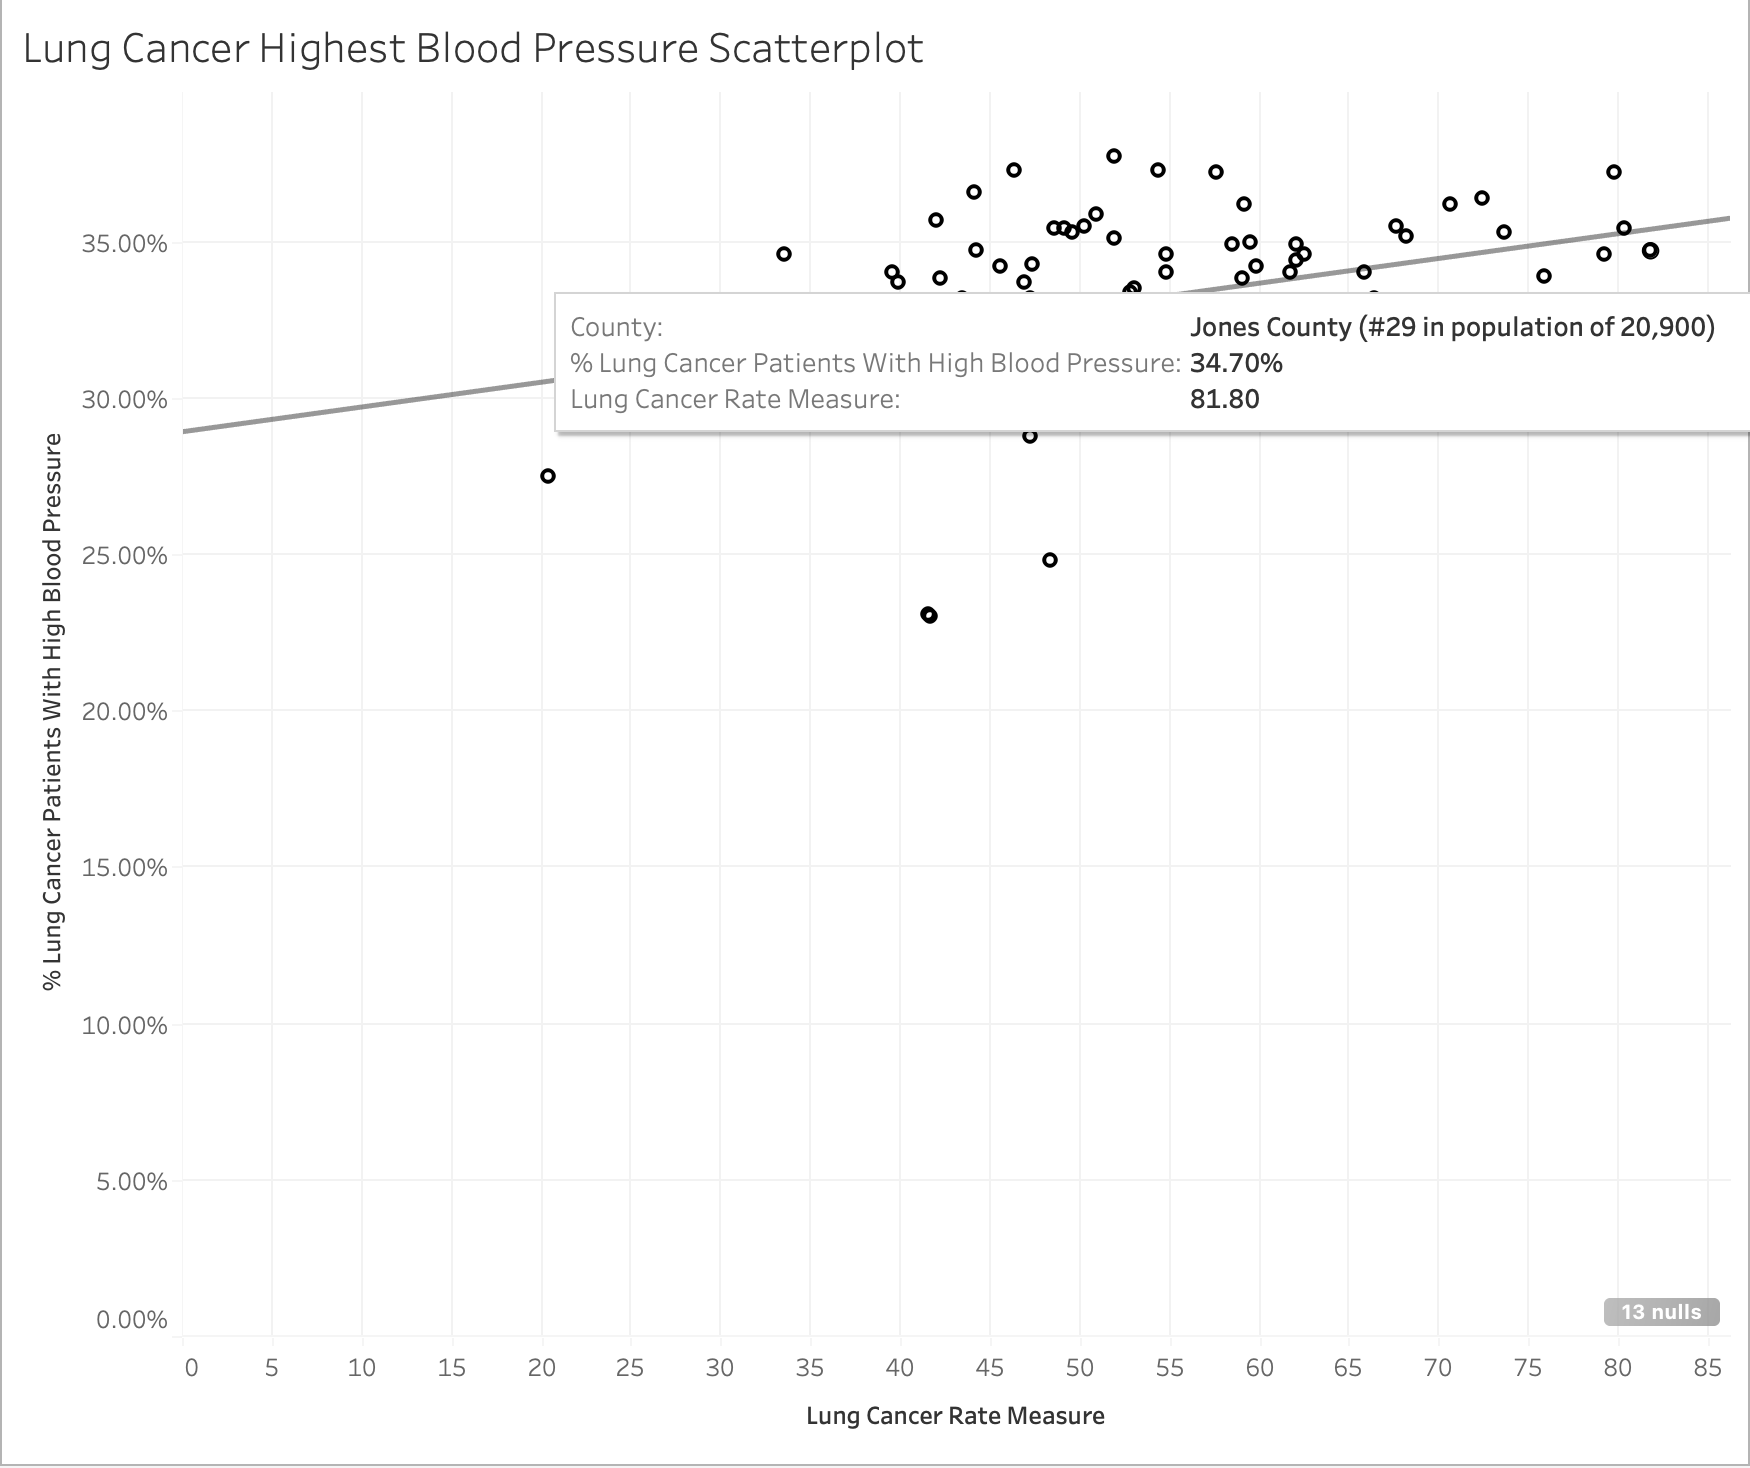 Lung Cancer Highest Blood Pressure Scatterplot
35.00%
County: Jones County (#29 in population of 20,900)
% Lung Cancer Patients With High Blood Pressure: 34.70%
Lung Cancer Rate Measure: 81.80
30.00%
25.00%
20.00%
15.00%
10.00%
5.00%
0.00%
% Lung Cancer Patients With High Blood Pressure
13 nulls
0 5 10 15 20 25 30 35 40 45 50 55 60 65 70 75 80 85
Lung Cancer Rate Measure